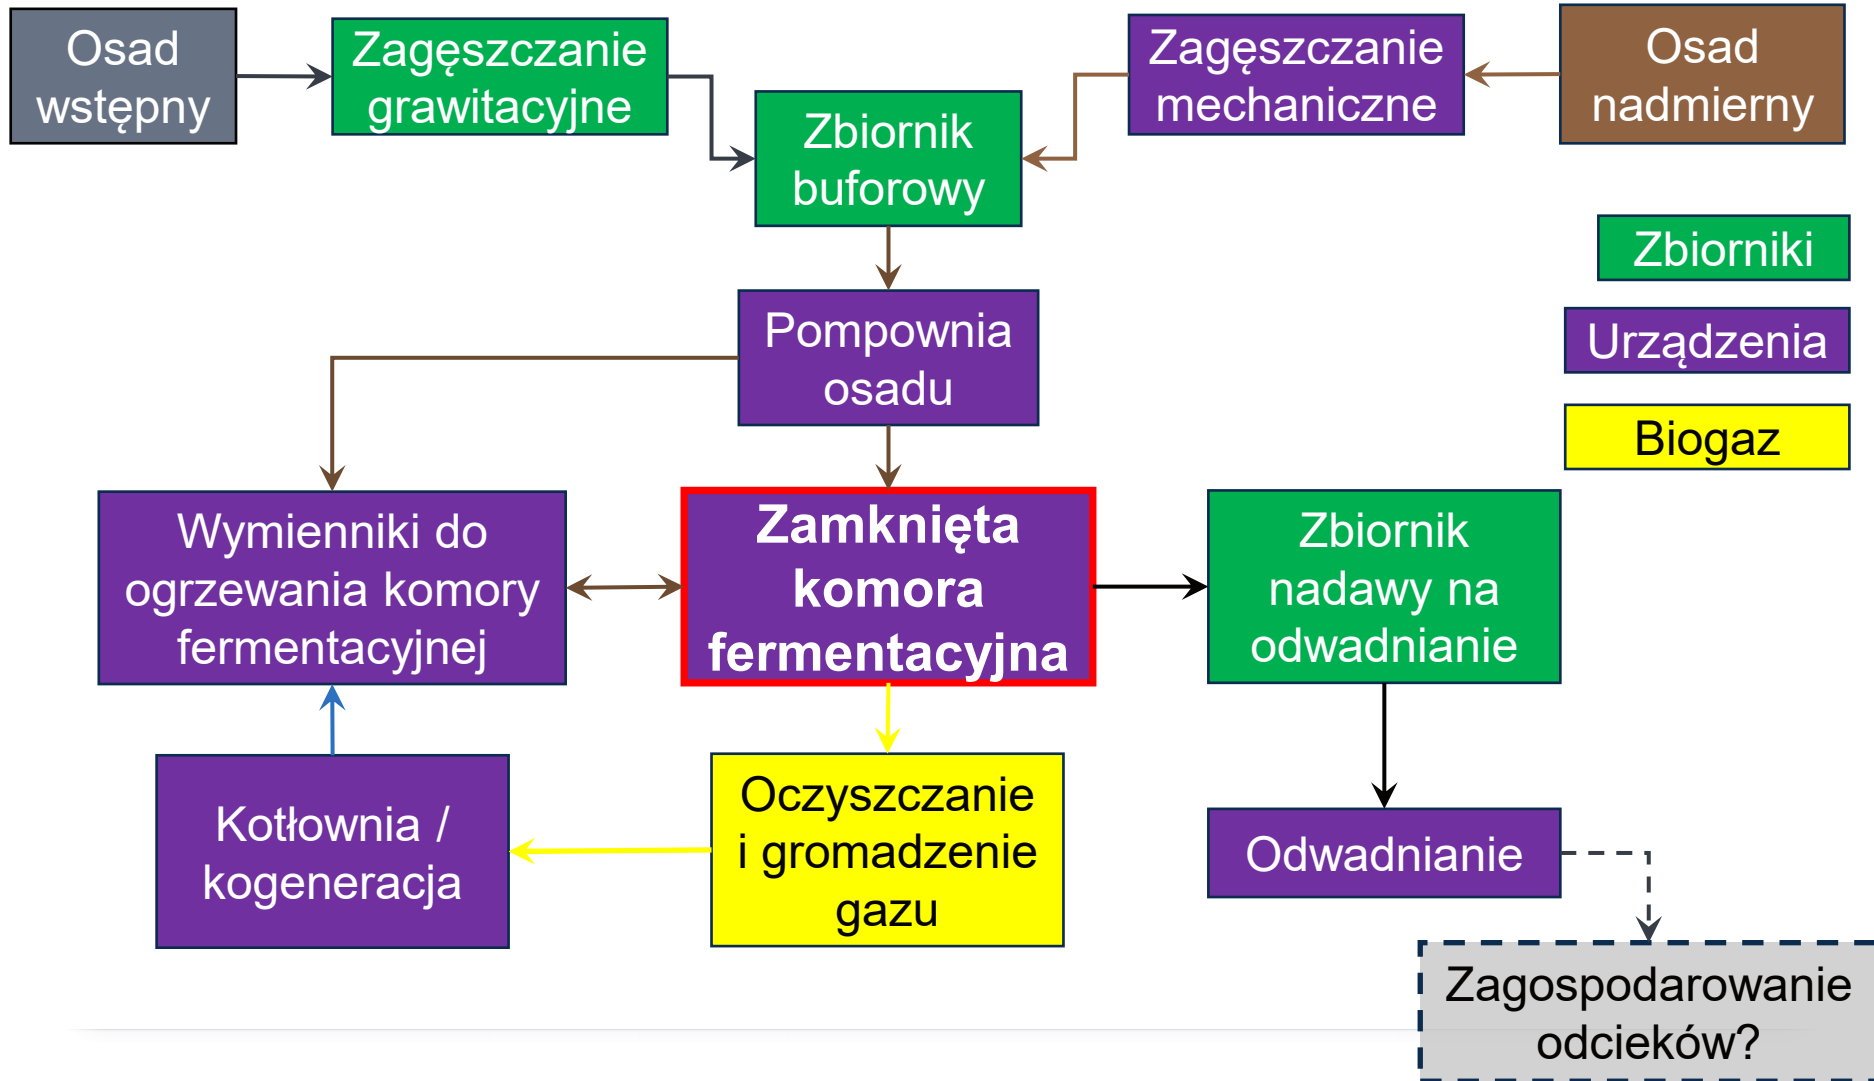 Osad
wstępny
Zagęszczanie
grawitacyjne
Zbiornik
buforowy
Zagęszczanie
mechaniczne
Osad
nadmierny
Zbiorniki
Urządzenia
Biogaz
Pompownia
osadu
Wymienniki do
ogrzewania komory
fermentacyjnej
Zamknięta
komora
fermentacyjna
Zbiornik
nadawy na
odwadnianie
Kotłownia /
kogeneracja
Oczyszczanie
i gromadzenie
gazu
Odwadnianie
Zagospodarowanie
odcieków?